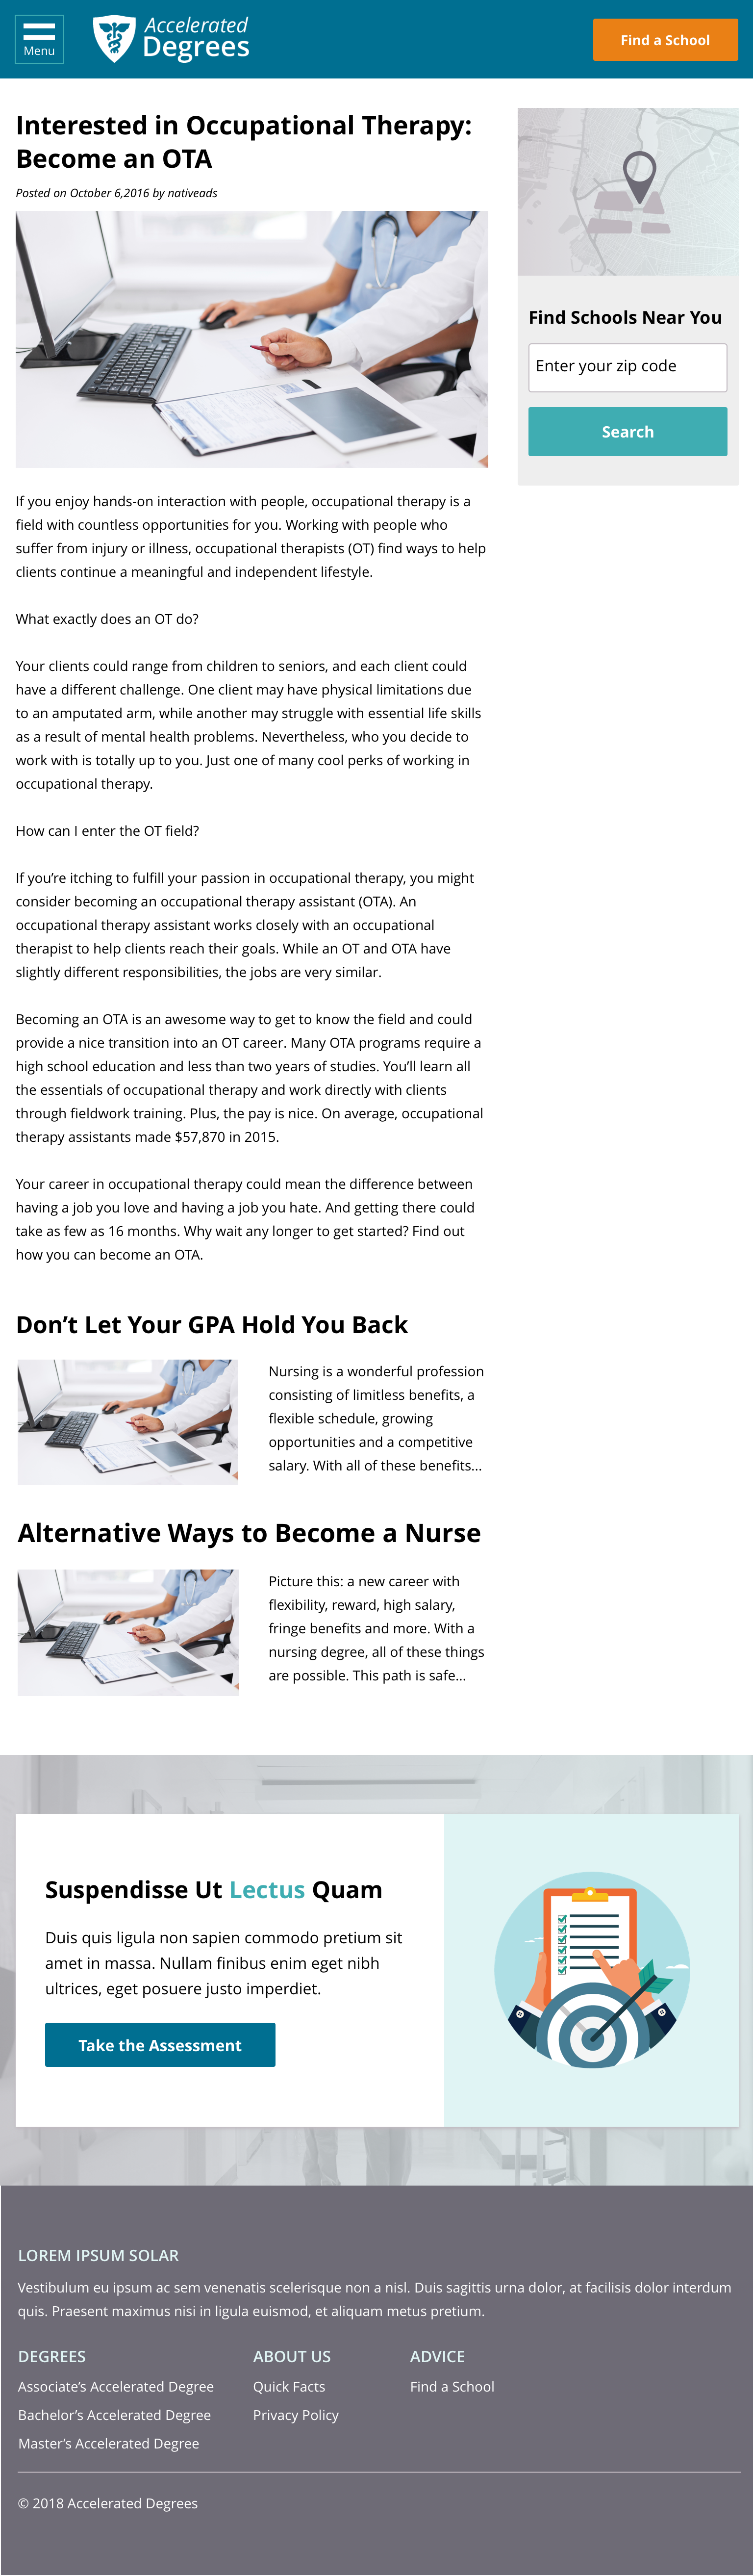 Menu
Accelerated
Degrees
Find a School
Interested in Occupational Therapy:
Become an OTA
Posted on October 6,2016 by nativeads
Find Schools Near You
Enter your zip code
Search
If you enjoy hands-on interaction with people, occupational therapy is a
field with countless opportunities for you. Working with people who
suffer from injury or illness, occupational therapists (OT) find ways to help
clients continue a meaningful and independent lifestyle.
What exactly does an OT do?
Your clients could range from children to seniors, and each client could
have a different challenge. One client may have physical limitations due
to an amputated arm, while another may struggle with essential life skills
as a result of mental health problems. Nevertheless, who you decide to
work with is totally up to you. Just one of many cool perks of working in
occupational therapy.
How can I enter the OT field?
If you’re itching to fulfill your passion in occupational therapy, you might
consider becoming an occupational therapy assistant (OTA). An
occupational therapy assistant works closely with an occupational
therapist to help clients reach their goals. While an OT and OTA have
slightly different responsibilities, the jobs are very similar.
Becoming an OTA is an awesome way to get to know the field and could
provide a nice transition into an OT career. Many OTA programs require a
high school education and less than two years of studies. You’ll learn all
the essentials of occupational therapy and work directly with clients
through fieldwork training. Plus, the pay is nice. On average, occupational
therapy assistants made $57,870 in 2015.
Your career in occupational therapy could mean the difference between
having a job you love and having a job you hate. And getting there could
take as few as 16 months. Why wait any longer to get started? Find out
how you can become an OTA.
Don’t Let Your GPA Hold You Back
Nursing is a wonderful profession
consisting of limitless benefits, a
flexible schedule, growing
opportunities and a competitive
salary. With all of these benefits...
Alternative Ways to Become a Nurse
Picture this: a new career with
flexibility, reward, high salary,
fringe benefits and more. With a
nursing degree, all of these things
are possible. This path is safe...
Suspendisse Ut Lectus Quam
Duis quis ligula non sapien commodo pretium sit
amet in massa. Nullam finibus enim eget nibh
ultrices, eget posuere justo imperdiet.
Take the Assessment
LOREM IPSUM SOLAR
Vestibulum eu ipsum ac sem venenatis scelerisque non a nisl. Duis sagittis urna dolor, at facilisis dolor interdum
quis. Praesent maximus nisi in ligula euismod, et aliquam metus pretium.
DEGREES
Associate’s Accelerated Degree
Bachelor’s Accelerated Degree
Master’s Accelerated Degree
ABOUT US
Quick Facts
Privacy Policy
ADVICE
Find a School
© 2018 Accelerated Degrees